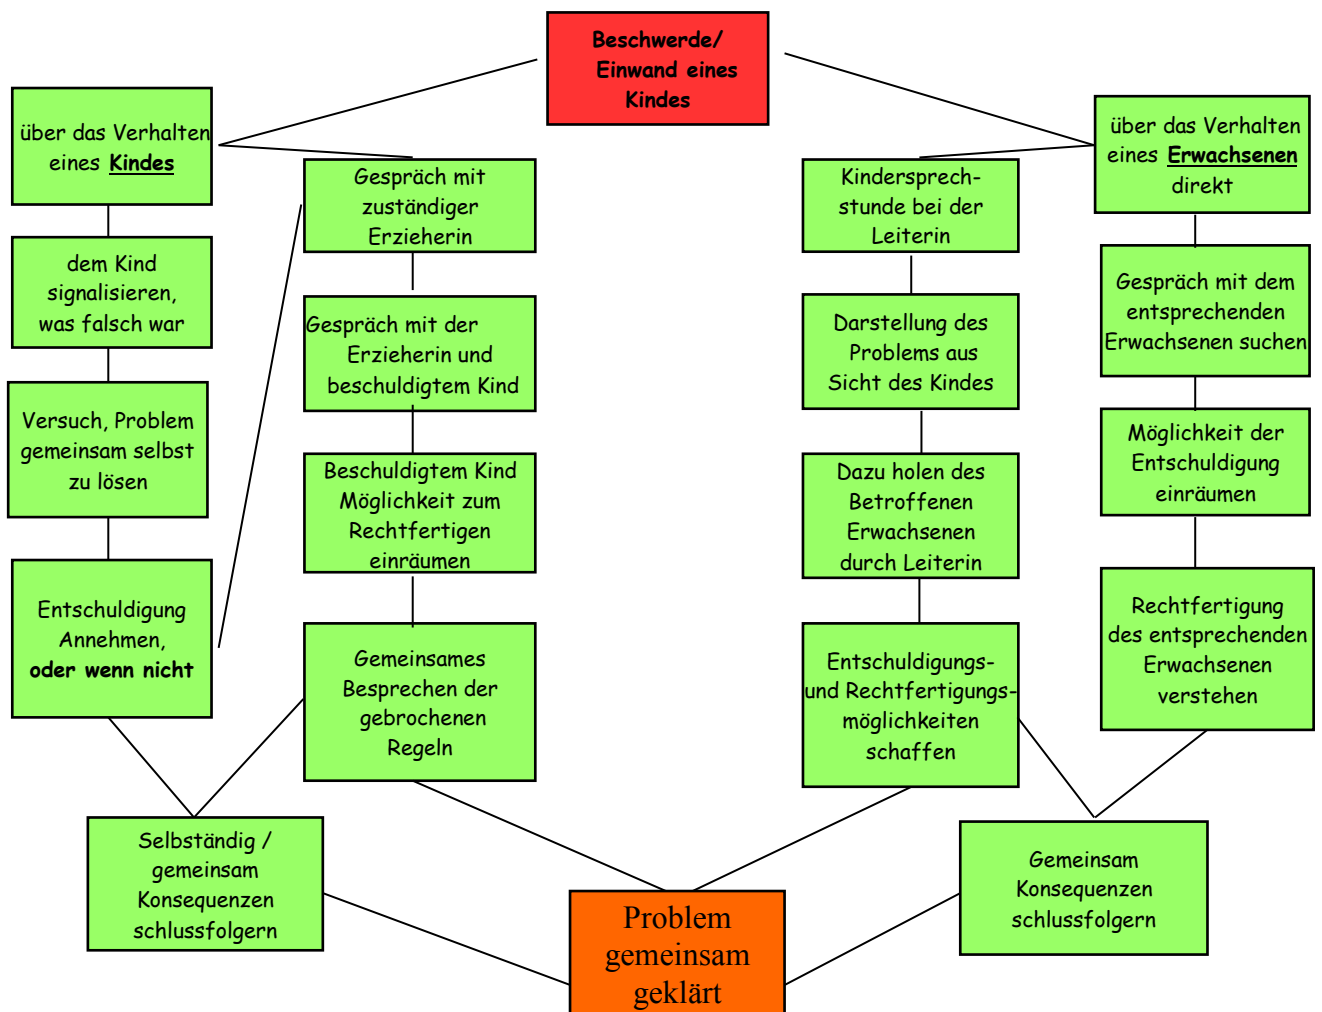 Beschwerde/
Einwand eines
Kindes
über das Verhalten
eines Kindes
dem Kind
signalisieren,
was falsch war
Versuch, Problem
gemeinsam selbst
zu lösen
Entschuldigung
Annehmen,
oder wenn nicht
Gespräch mit
zuständiger
Erzieherin
Gespräch mit der
Erzieherin und
beschuldigtem Kind
Beschuldigtem Kind
Möglichkeit zum
Rechtfertigen
einräumen
Gemeinsames
Besprechen der
gebrochenen
Regeln
Selbständig /
gemeinsam
Konsequenzen
schlussfolgern
Kindersprech-
stunde bei der
Leiterin
Darstellung des
Problems aus
Sicht des Kindes
Dazu holen des
Betroffenen
Erwachsenen
durch Leiterin
Entschuldigungs-
und Rechtfertigungs-
möglichkeiten
schaffen
über das Verhalten
eines Erwachsenen
direkt
Gespräch mit dem
entsprechenden
Erwachsenen suchen
Möglichkeit der
Entschuldigung
einräumen
Rechtfertigung
des entsprechenden
Erwachsenen
verstehen
Gemeinsam
Konsequenzen
schlussfolgern
Problem
gemeinsam
geklärt